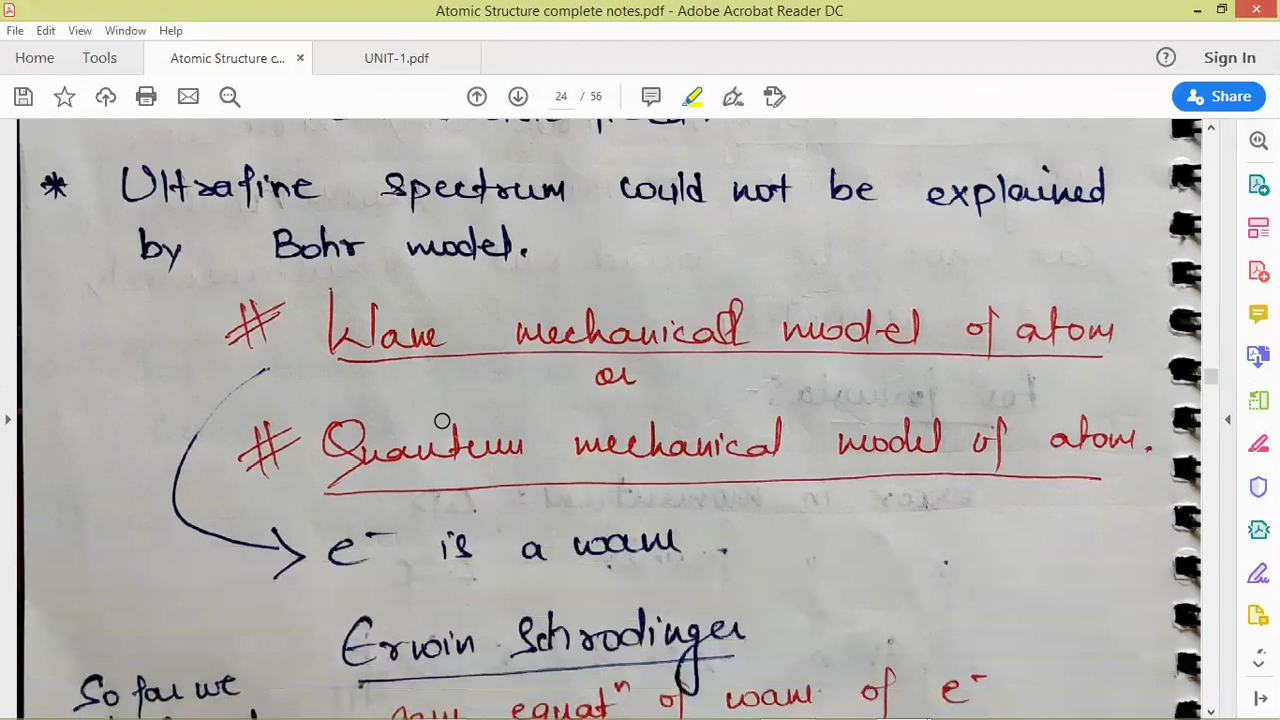 Atomic Structure complete notes.pdf - Adobe Acrobat Reader DC
File Edit View Window Help
Home Tools Atomic Structure c... × UNIT-1.pdf Sign In
24 / 56 Share
* Ultrafine spectrum could not be explained
by Bohr model.
# Wave mechanical model of atom
or
# Quantum mechanical model of atom.
e⁻ is a wave.
Erwin Schrodinger
So far we
equatⁿ of wave of e⁻